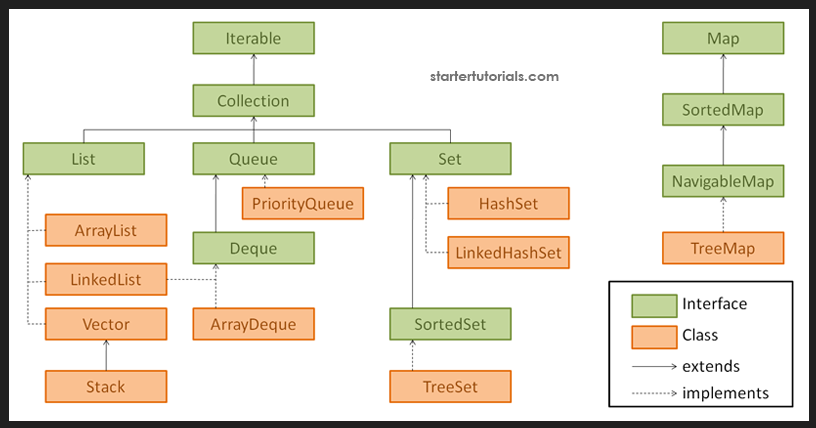 Iterable
Map
startertutorials.com
Collection
SortedMap
List
Queue
Set
NavigableMap
PriorityQueue
HashSet
ArrayList
Deque
LinkedHashSet
TreeMap
LinkedList
Vector
ArrayDeque
SortedSet
Stack
TreeSet
Interface
Class
extends
implements